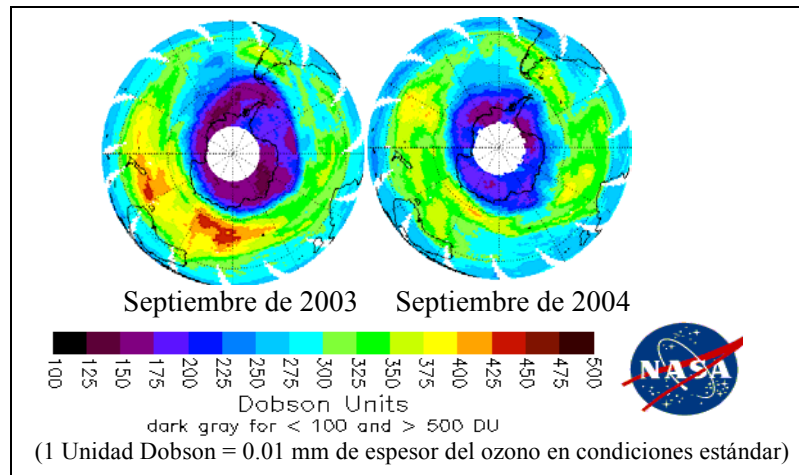 Septiembre de 2003 Septiembre de 2004
100 125 150 175 200 225 250 275 300 325 350 375 400 425 450 475 500
NASA
Dobson Units
dark gray for < 100 and > 500 DU
(1 Unidad Dobson = 0.01 mm de espesor del ozono en condiciones estándar)